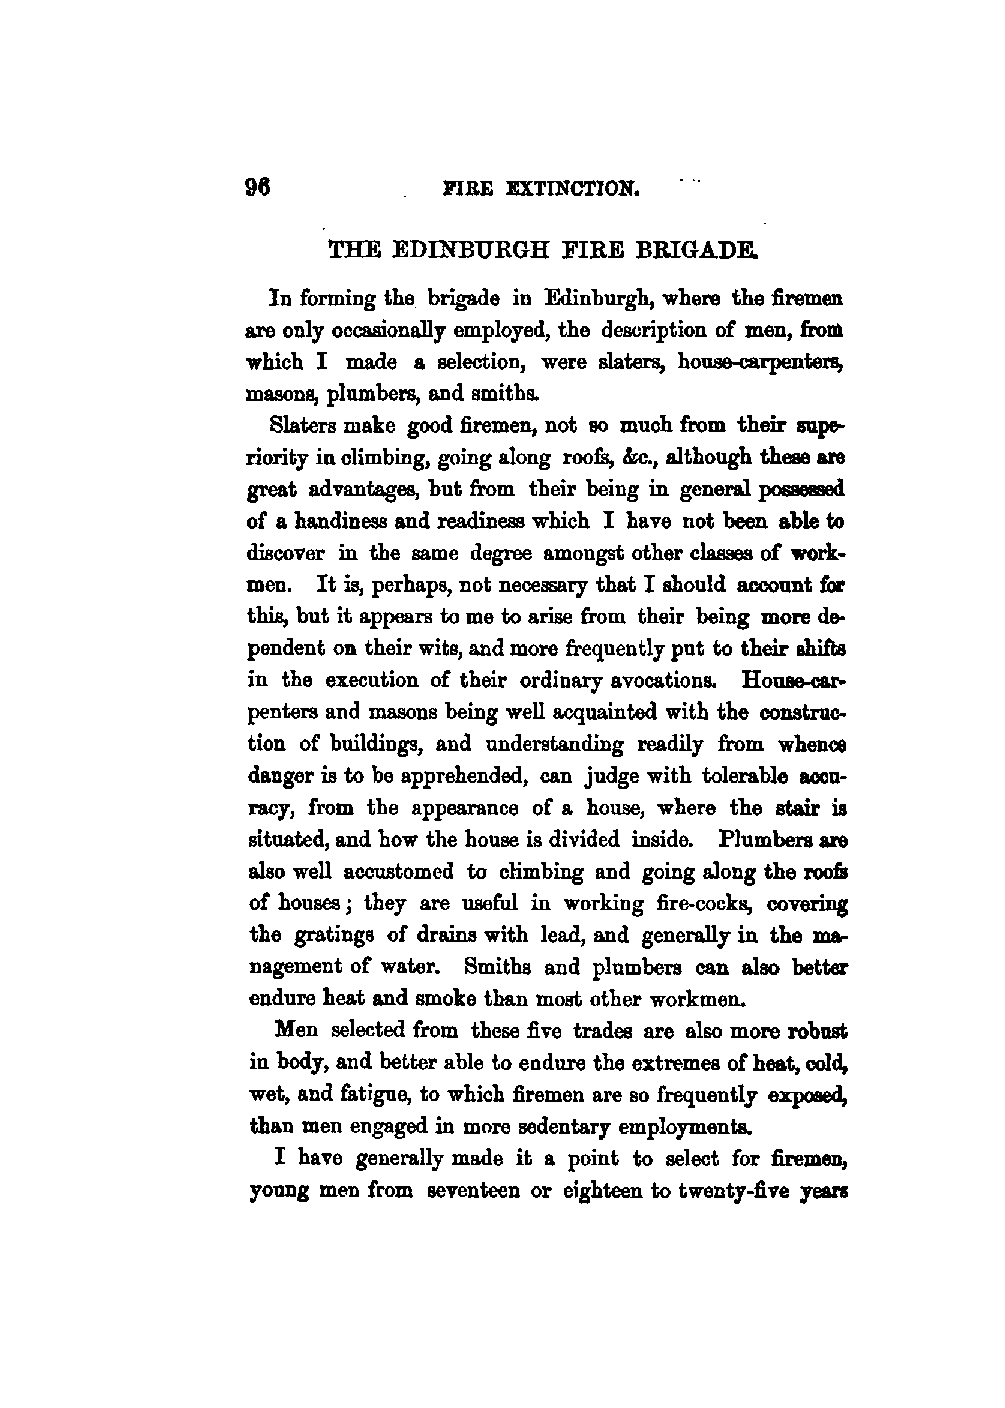 96 FIRE EXTINCTION.
THE EDINBURGH FIRE BRIGADE.
In forming the brigade in Edinburgh, where the firemen
are only occasionally employed, the description of men, from
which I made a selection, were slaters, house-carpenters,
masons, plumbers, and smiths.
Slaters make good firemen, not so much from their supe-
riority in climbing, going along roofs, &c., although these are
great advantages, but from their being in general possessed
of a handiness and readiness which I have not been able to
discover in the same degree amongst other classes of work-
men. It is, perhaps, not necessary that I should account for
this, but it appears to me to arise from their being more de-
pendent on their wits, and more frequently put to their shifts
in the execution of their ordinary avocations. House-car-
penters and masons being well acquainted with the construc-
tion of buildings, and understanding readily from whence
danger is to be apprehended, can judge with tolerable accu-
racy, from the appearance of a house, where the stair is
situated, and how the house is divided inside. Plumbers are
also well accustomed to climbing and going along the roofs
of houses; they are useful in working fire-cocks, covering
the gratings of drains with lead, and generally in the ma-
nagement of water. Smiths and plumbers can also better
endure heat and smoke than most other workmen.
Men selected from these five trades are also more robust
in body, and better able to endure the extremes of heat, cold,
wet, and fatigue, to which firemen are so frequently exposed,
than men engaged in more sedentary employments.
I have generally made it a point to select for firemen,
young men from seventeen or eighteen to twenty-five years